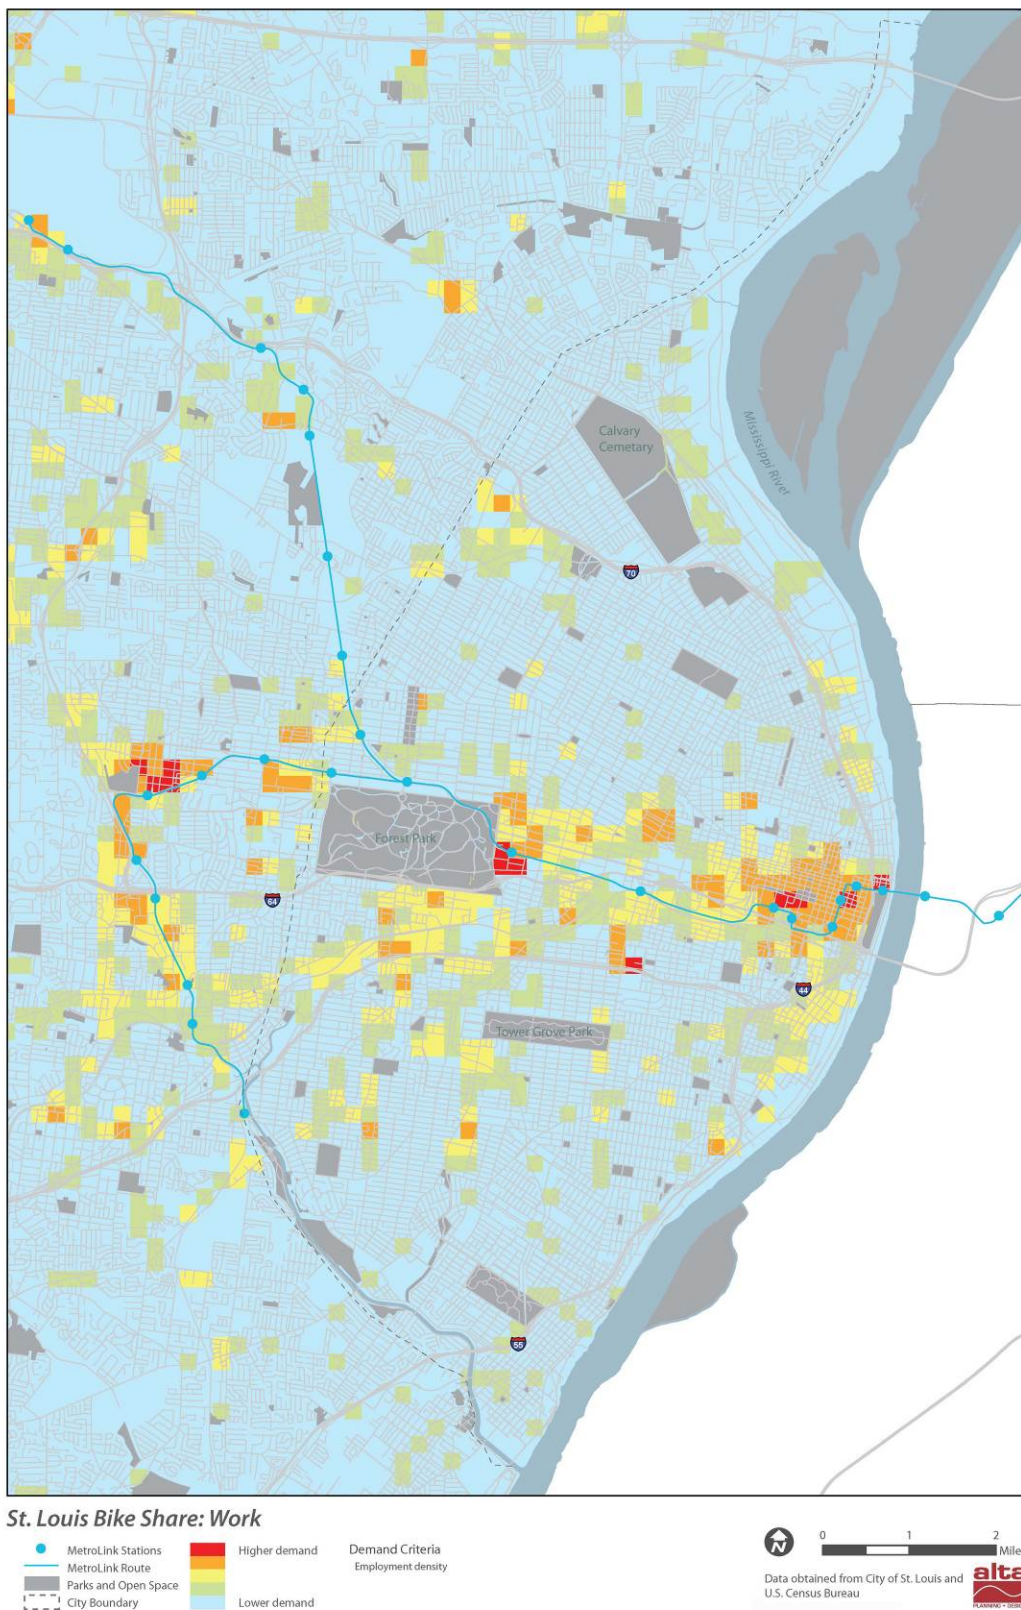 Calvary
Cemetary
Mississippi River
70
Forest Park
64
44
Tower Grove Park
55
St. Louis Bike Share: Work
MetroLink Stations
MetroLink Route
Parks and Open Space
City Boundary
Higher demand
Lower demand
Demand Criteria
Employment density
N
0 1 2
Mile
Data obtained from City of St. Louis and
U.S. Census Bureau
alta